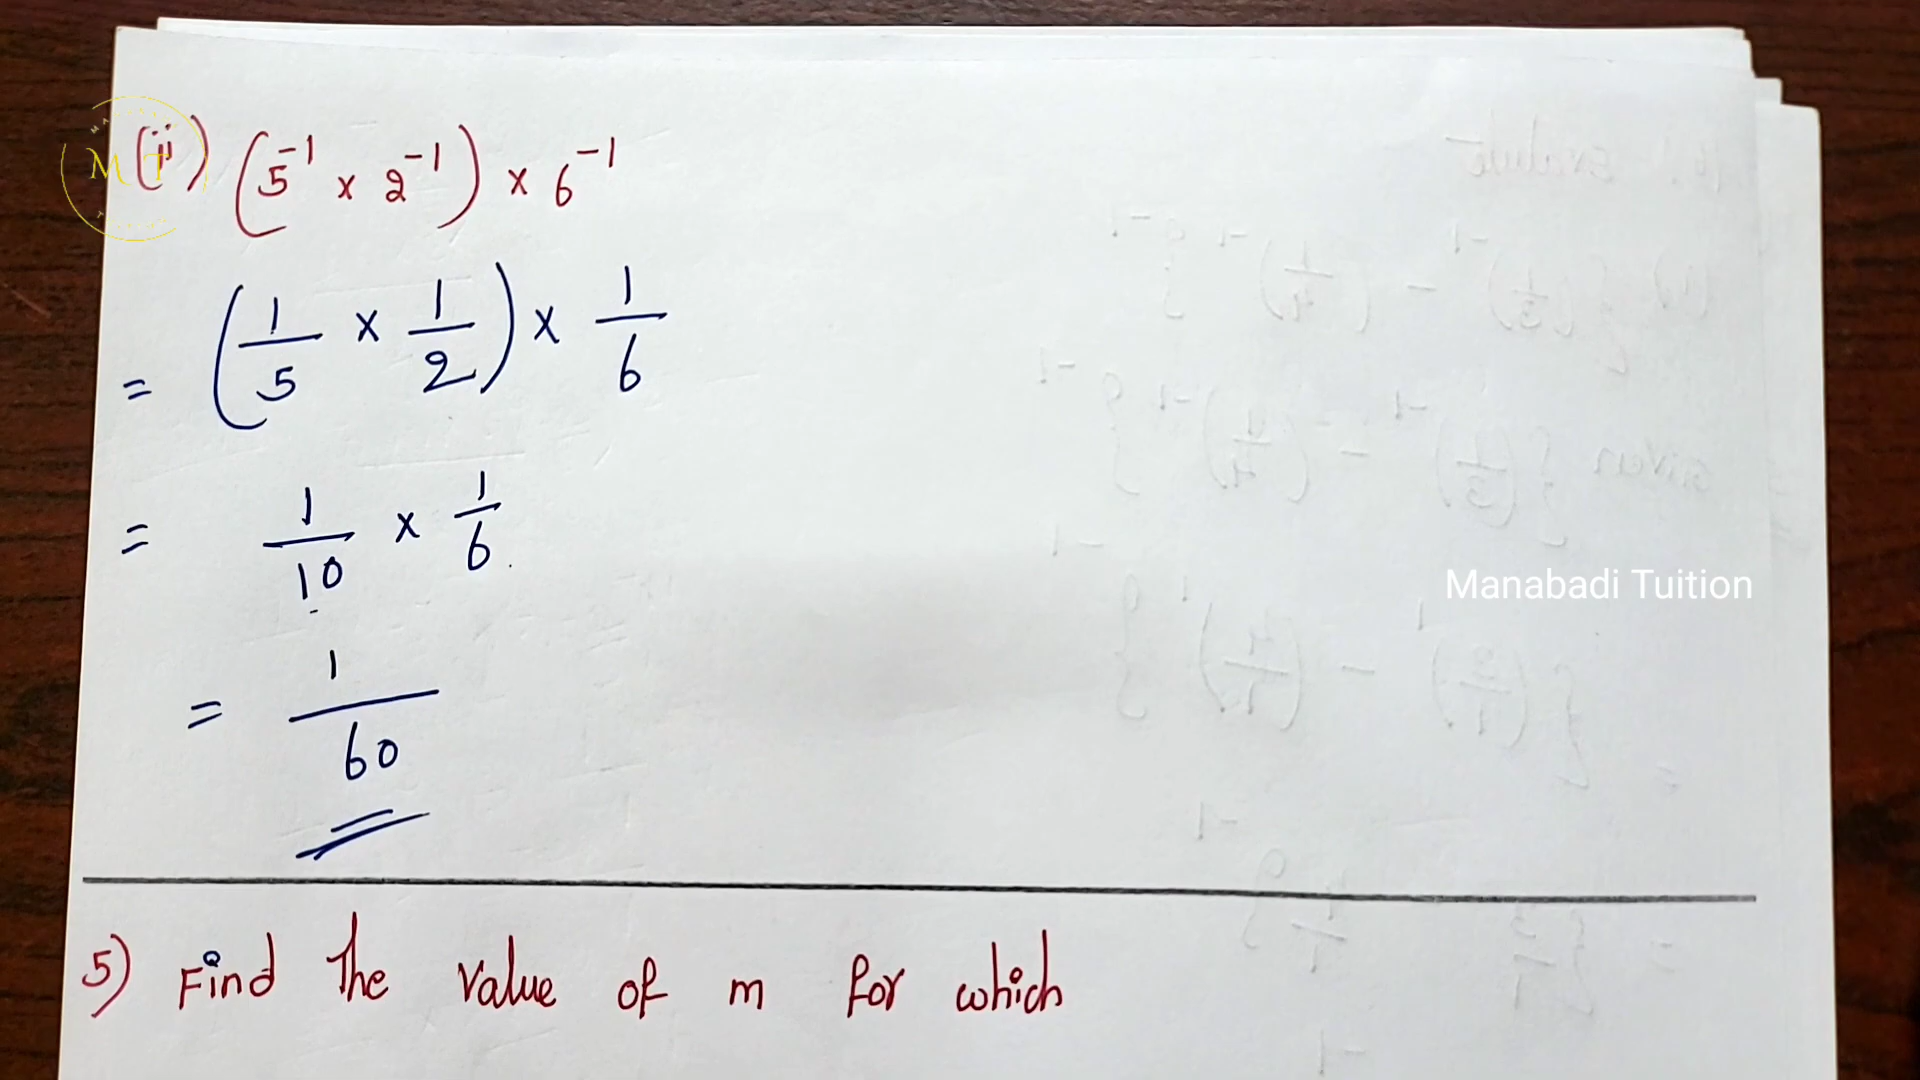 (ii) (5⁻¹ × 2⁻¹) × 6⁻¹
= (1/5 × 1/2) × 1/6
= 1/10 × 1/6
= 1/60
5) Find the value of m for which
M T
Manabadi Tuition